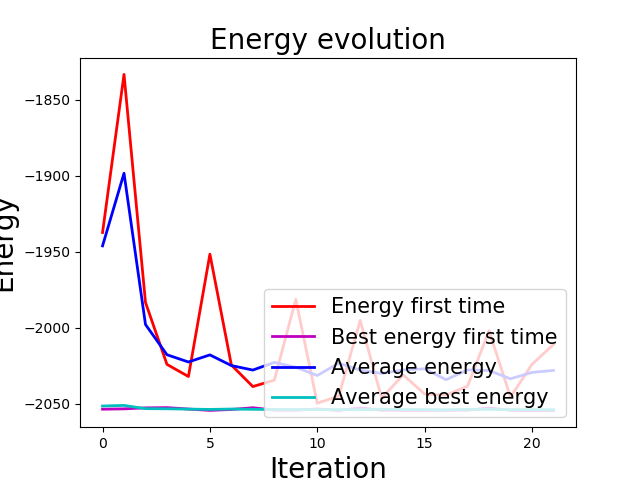 Energy evolution
Energy
−1850
−1900
−1950
−2000
−2050
Energy first time
Best energy first time
Average energy
Average best energy
0
5
10
15
20
Iteration